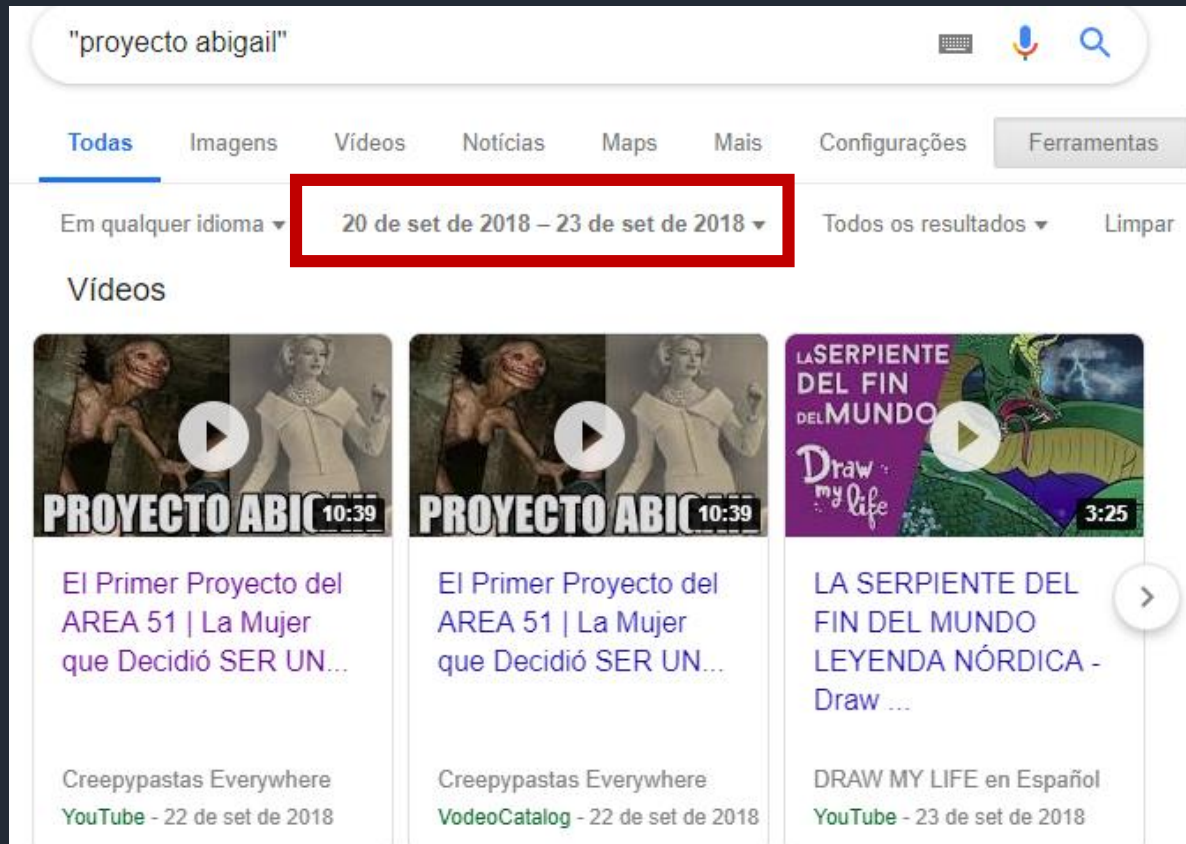 "proyecto abigail"
Todas Imagens Vídeos Notícias Maps Mais Configurações Ferramentas
Em qualquer idioma 20 de set de 2018 – 23 de set de 2018 Todos os resultados Limpar
Vídeos
PROYECTO 10:39
El Primer Proyecto del
AREA 51 | La Mujer
que Decidió SER UN...
Creepypastas Everywhere
YouTube - 22 de set de 2018
PROYECTO 10:39
El Primer Proyecto del
AREA 51 | La Mujer
que Decidió SER UN...
Creepypastas Everywhere
VodeoCatalog - 22 de set de 2018
LA SERPIENTE
DEL FIN
DEL MUNDO
Draw
my life
3:25
LA SERPIENTE DEL
FIN DEL MUNDO
LEYENDA NÓRDICA -
Draw ...
DRAW MY LIFE en Español
YouTube - 23 de set de 2018